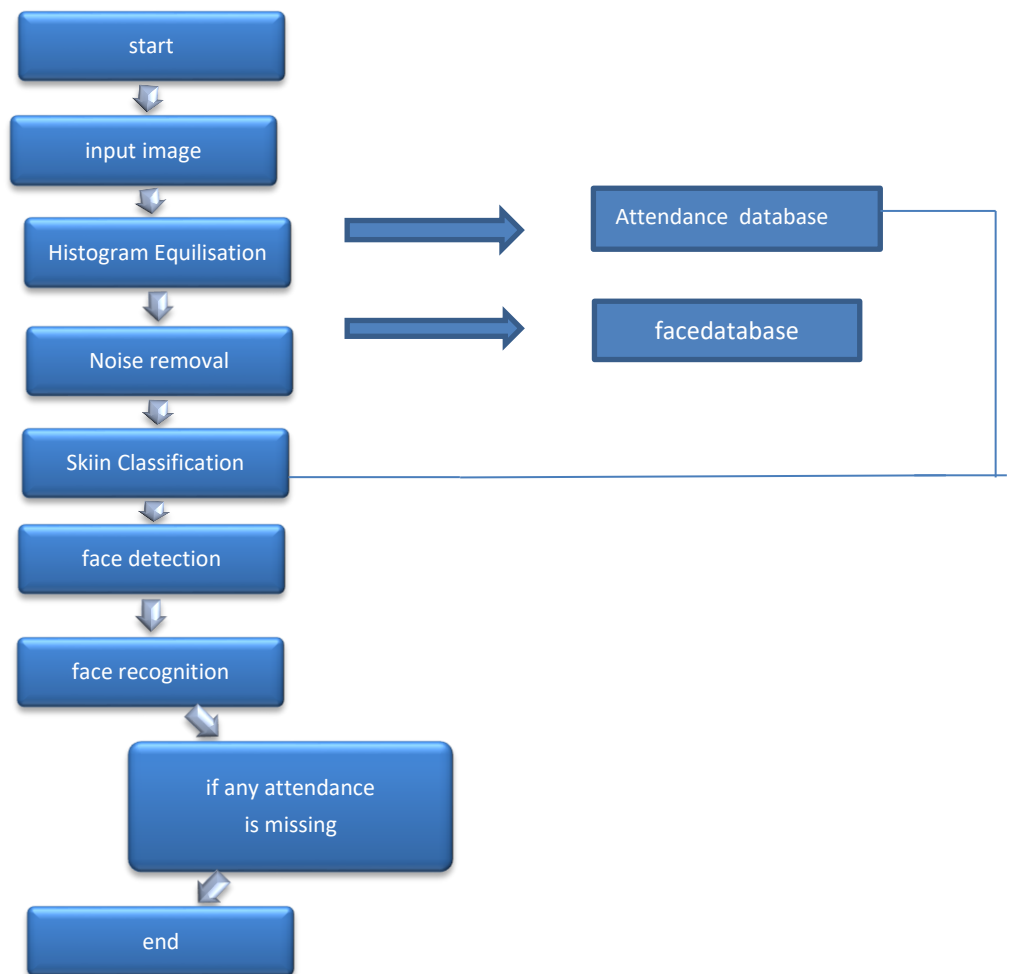 start
input image
Histogram Equilisation
Attendance  database
Noise removal
facedatabase
Skiin Classification
face detection
face recognition
if any attendance
is missing
end